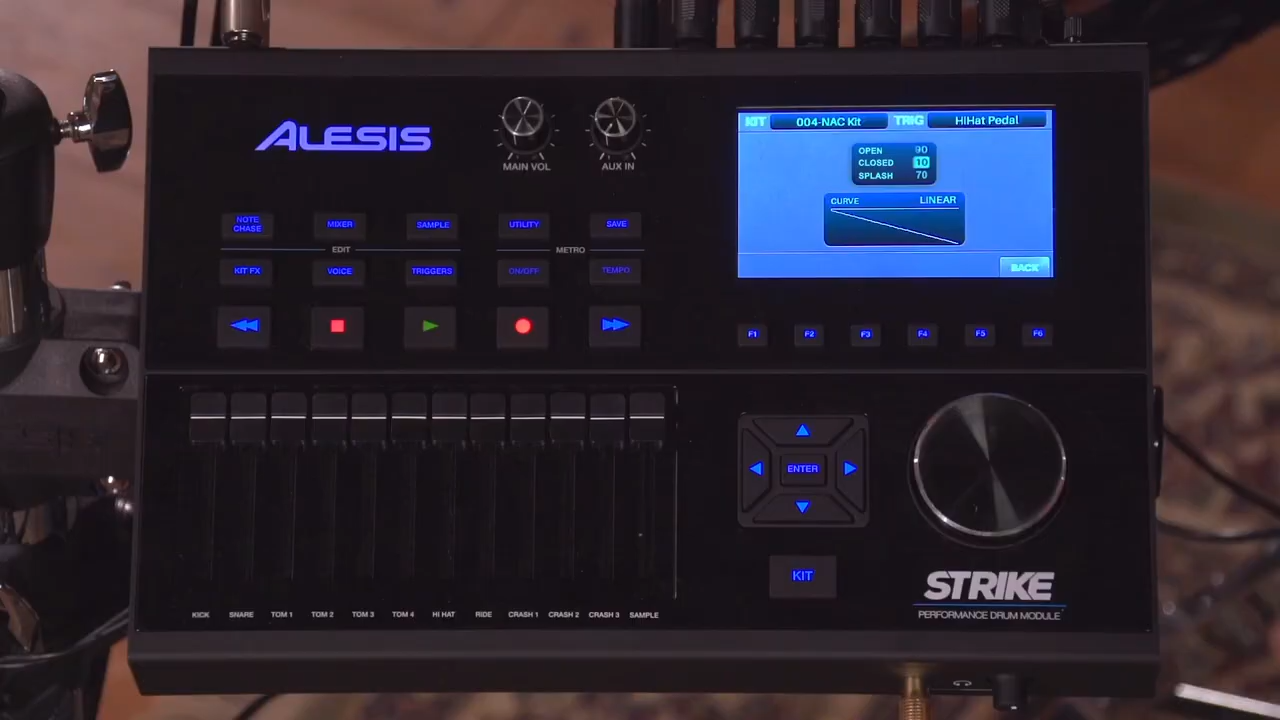 ALESIS
MAIN VOL
AUX IN
NOTE
CHASE
MIXER
SAMPLE
UTILITY
SAVE
EDIT
METRO
KIT FX
VOICE
TRIGGERS
ON/OFF
TEMPO
KIT
004-NAC Kit
TRIG
HiHat Pedal
OPEN 90
CLOSED 10
SPLASH 70
CURVE LINEAR
BACK
F1
F2
F3
F4
F5
F6
KICK
SNARE
TOM 1
TOM 2
TOM 3
TOM 4
HI HAT
RIDE
CRASH 1
CRASH 2
CRASH 3
SAMPLE
ENTER
KIT
STRIKE
PERFORMANCE DRUM MODULE